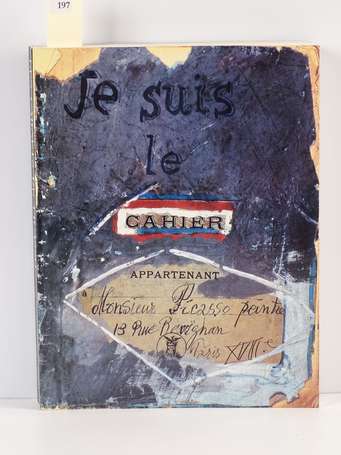 197
Je suis
le
CAHIER
APPARTENANT
à
Monsieur Picasso peintre
13 Rue Ravignan
Paris XVIII